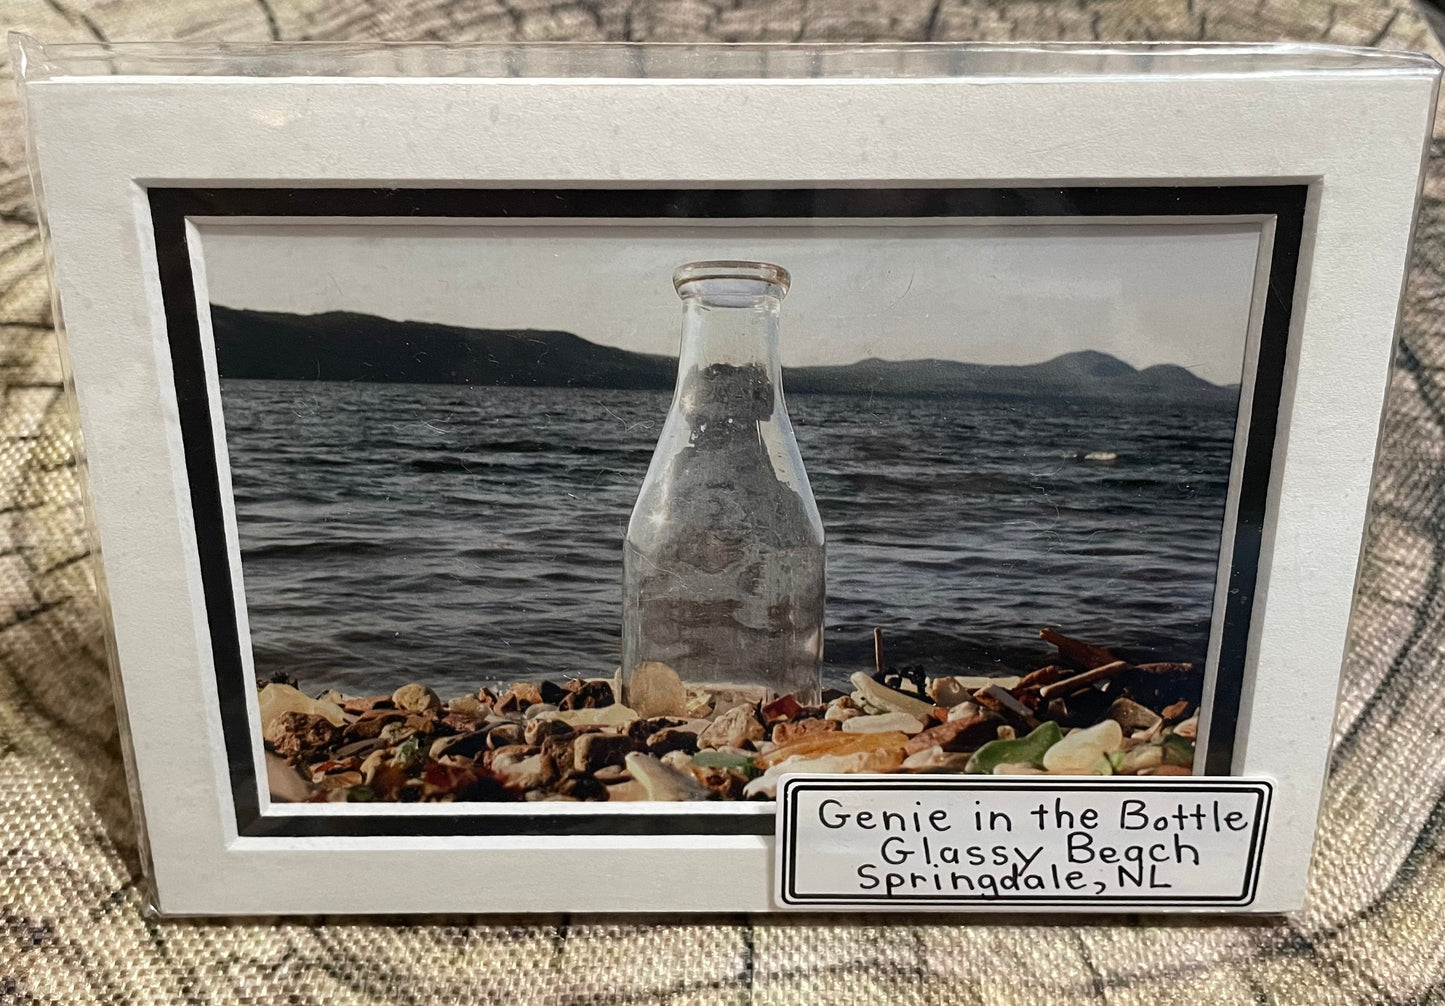 Genie in the Bottle
Glassy Beach
Springdale, NL